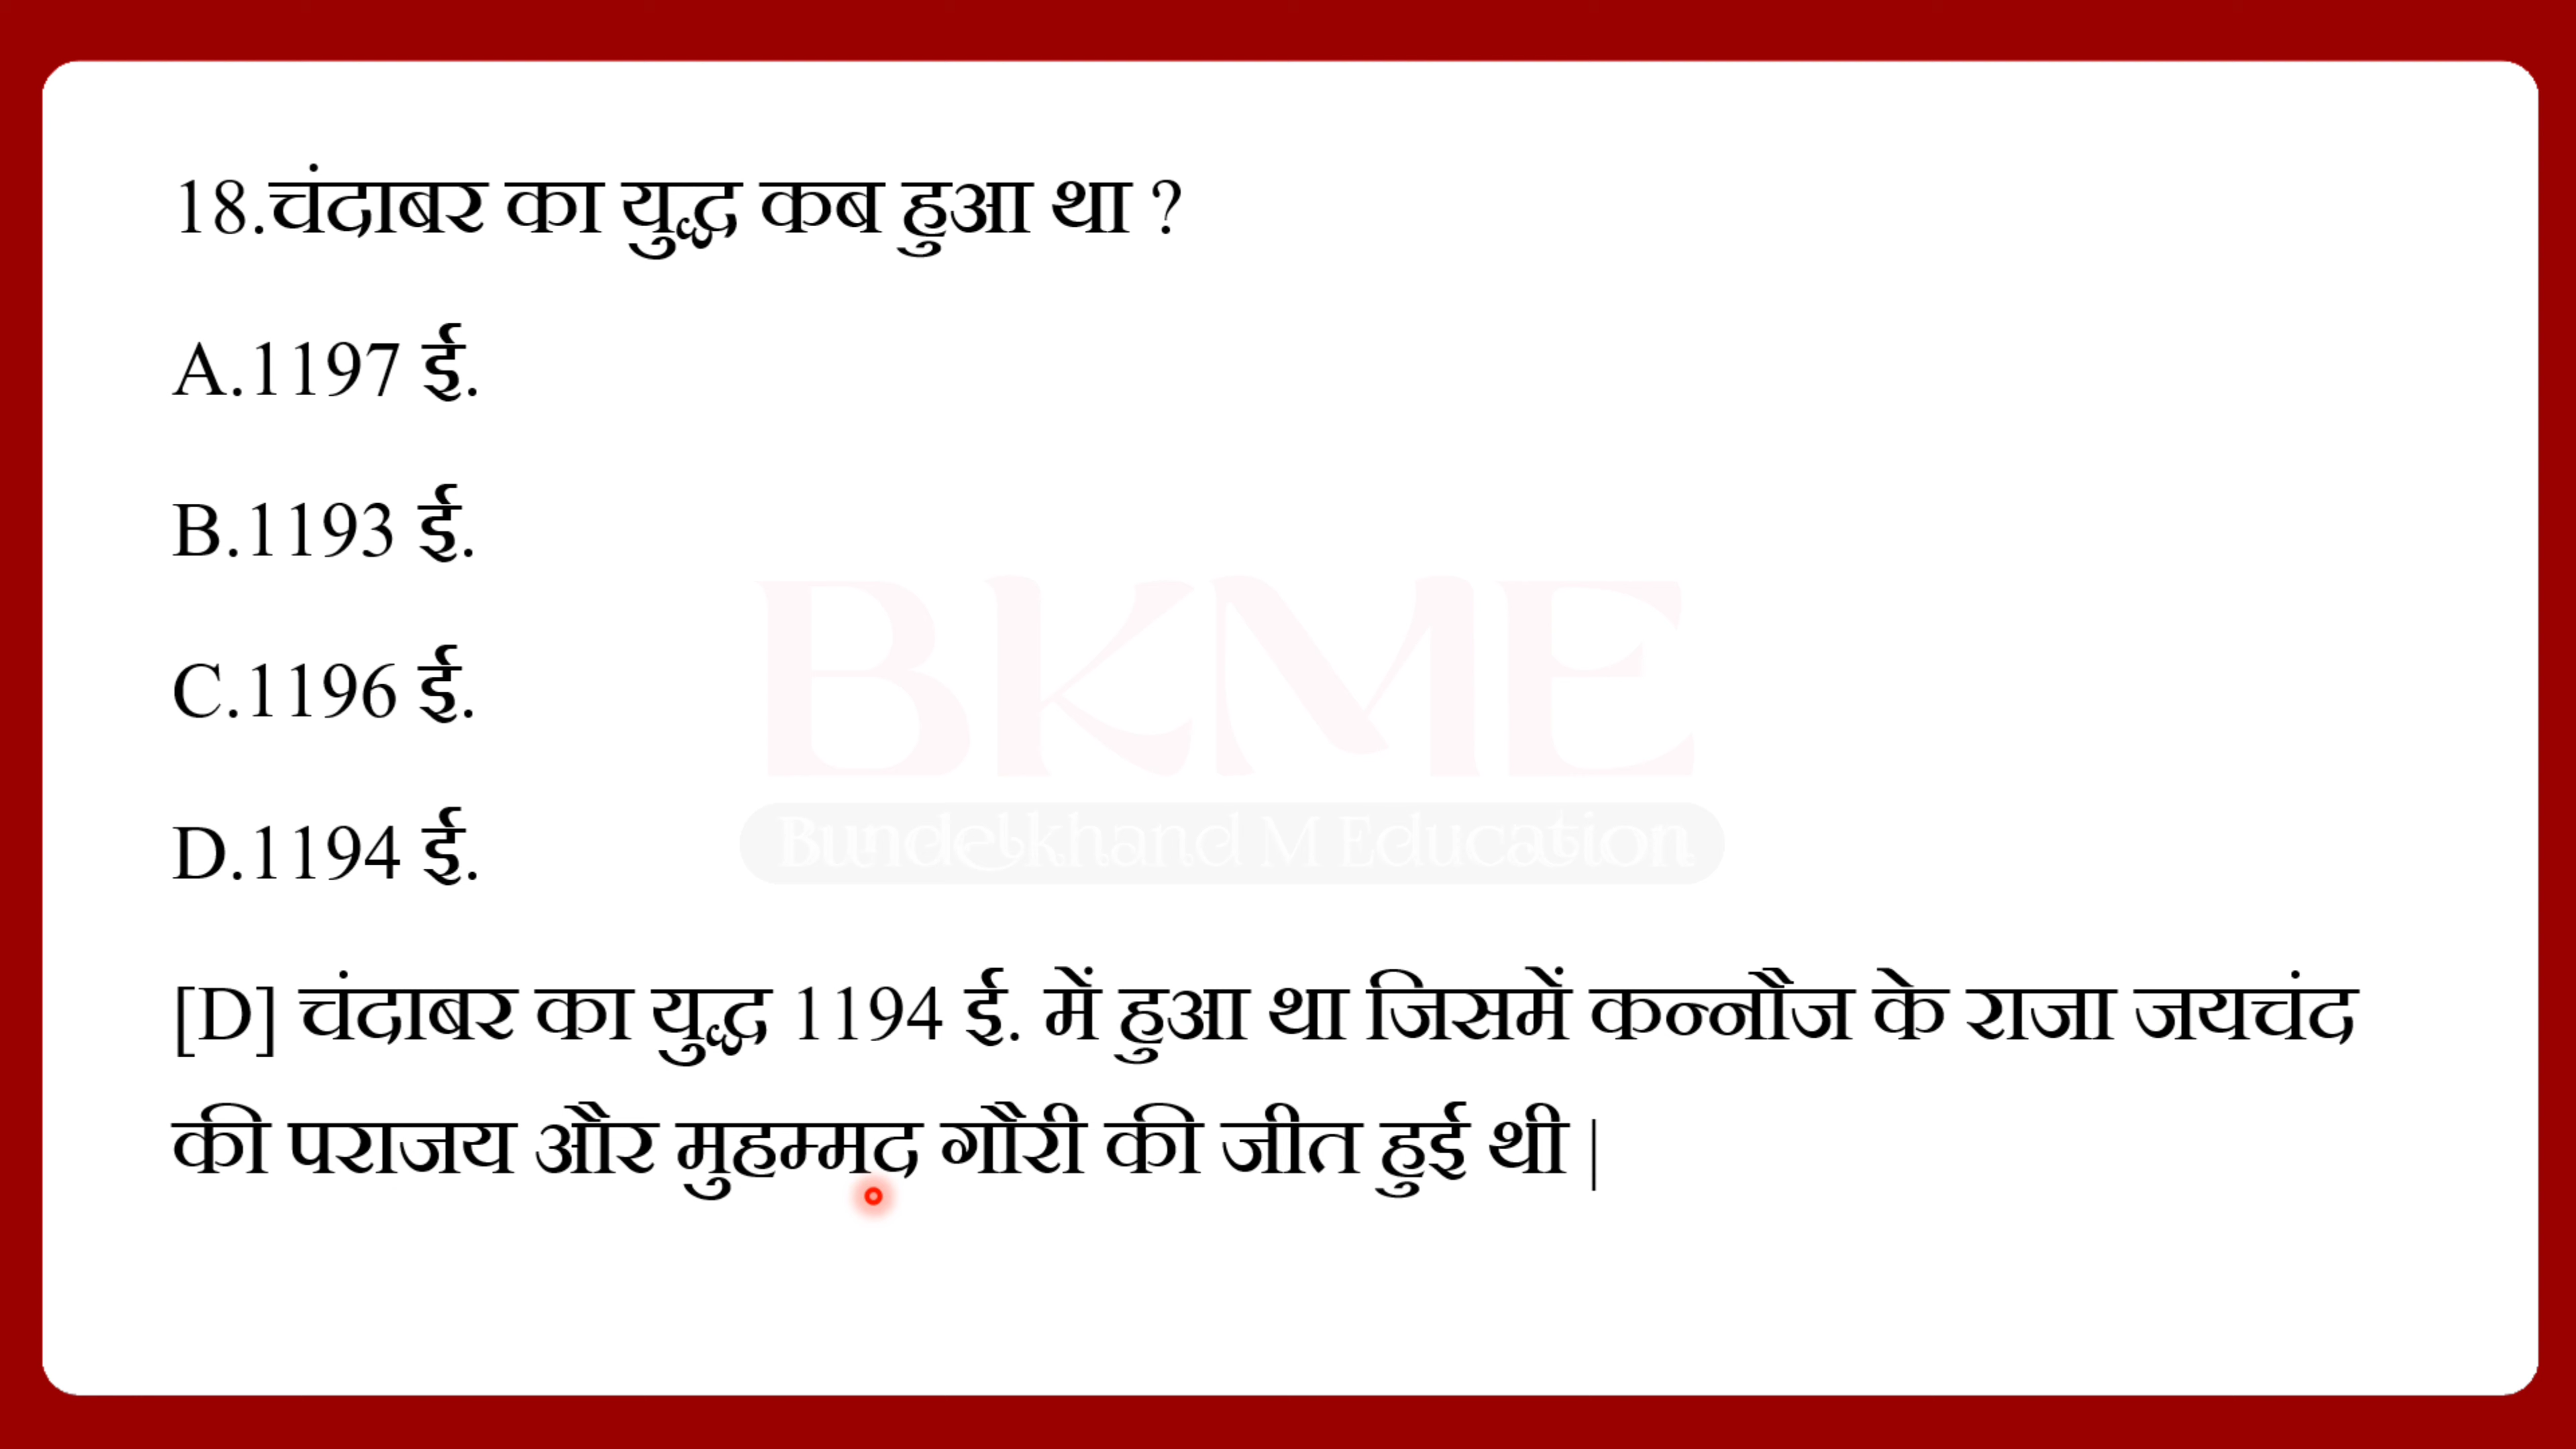 18.चंदाबर का युद्ध कब हुआ था ?
A.1197 ई.
B.1193 ई.
C.1196 ई.
BKME
Bundelkhand M Education
D.1194 ई.
[D] चंदाबर का युद्ध 1194 ई. में हुआ था जिसमें कन्नौज के राजा जयचंद
की पराजय और मुहम्मद गौरी की जीत हुई थी |